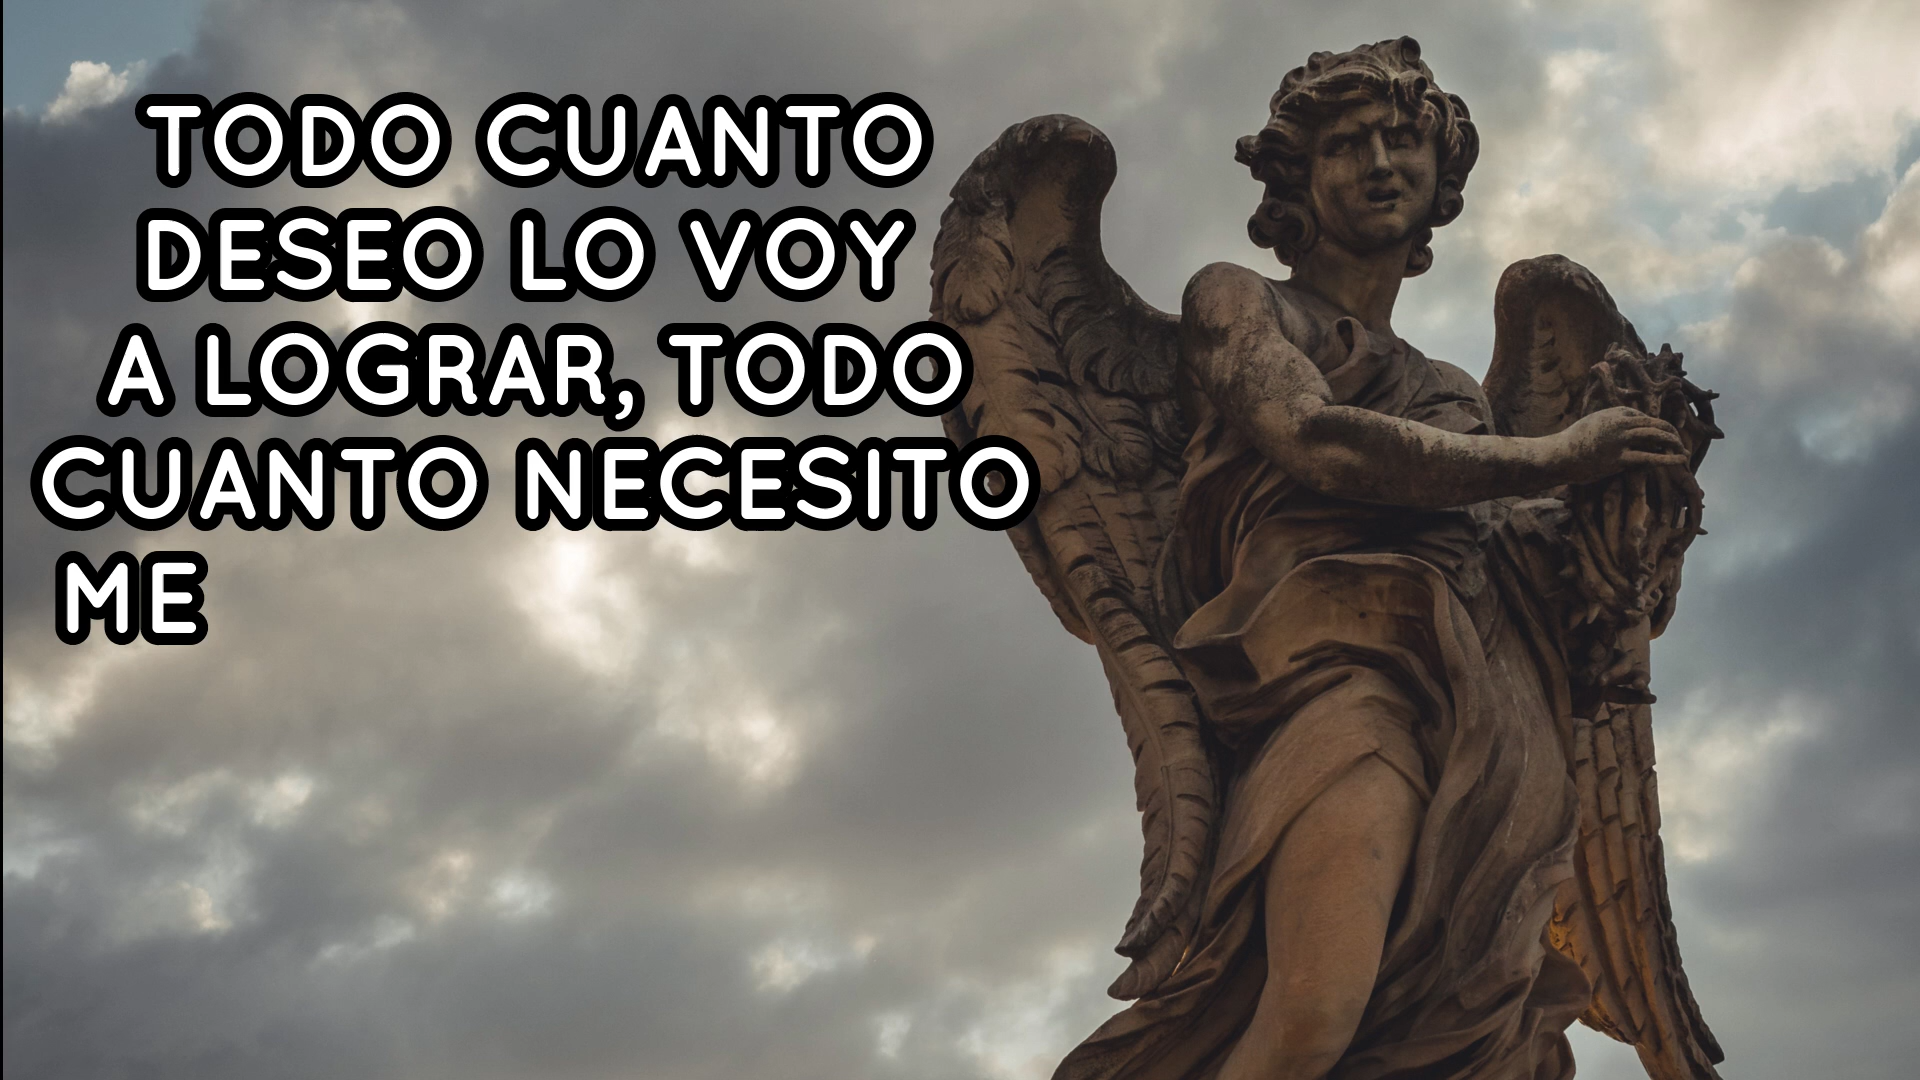 TODO CUANTO
DESEO LO VOY
A LOGRAR, TODO
CUANTO NECESITO
ME